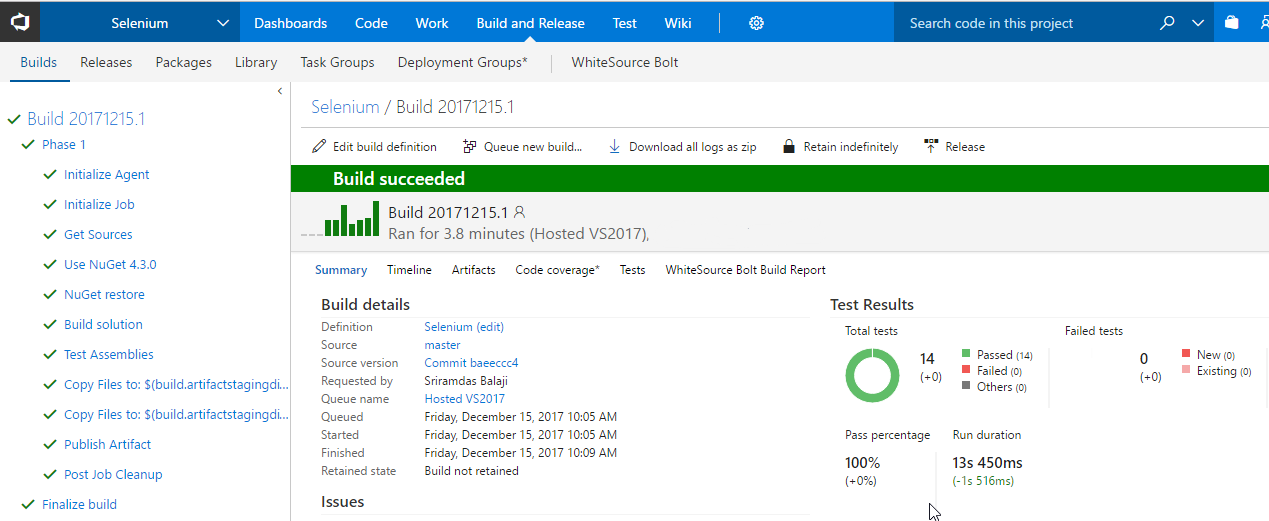 Selenium Dashboards Code Work Build and Release Test Wiki Search code in this project
Builds Releases Packages Library Task Groups Deployment Groups* WhiteSource Bolt
Build 20171215.1
Phase 1
Initialize Agent
Initialize Job
Get Sources
Use NuGet 4.3.0
NuGet restore
Build solution
Test Assemblies
Copy Files to: $(build.artifactstagingdi...
Copy Files to: $(build.artifactstagingdi...
Publish Artifact
Post Job Cleanup
Finalize build
Selenium / Build 20171215.1
Edit build definition Queue new build... Download all logs as zip Retain indefinitely Release
Build succeeded
Build 20171215.1
Ran for 3.8 minutes (Hosted VS2017),
Summary Timeline Artifacts Code coverage* Tests WhiteSource Bolt Build Report
Build details
Definition Selenium (edit)
Source master
Source version Commit baeeccc4
Requested by Sriramdas Balaji
Queue name Hosted VS2017
Queued Friday, December 15, 2017 10:05 AM
Started Friday, December 15, 2017 10:05 AM
Finished Friday, December 15, 2017 10:09 AM
Retained state Build not retained
Issues
Test Results
Total tests
14
(+0)
Passed (14)
Failed (0)
Others (0)
Failed tests
0
(+0)
New (0)
Existing (0)
Pass percentage
100%
(+0%)
Run duration
13s 450ms
(-1s 516ms)